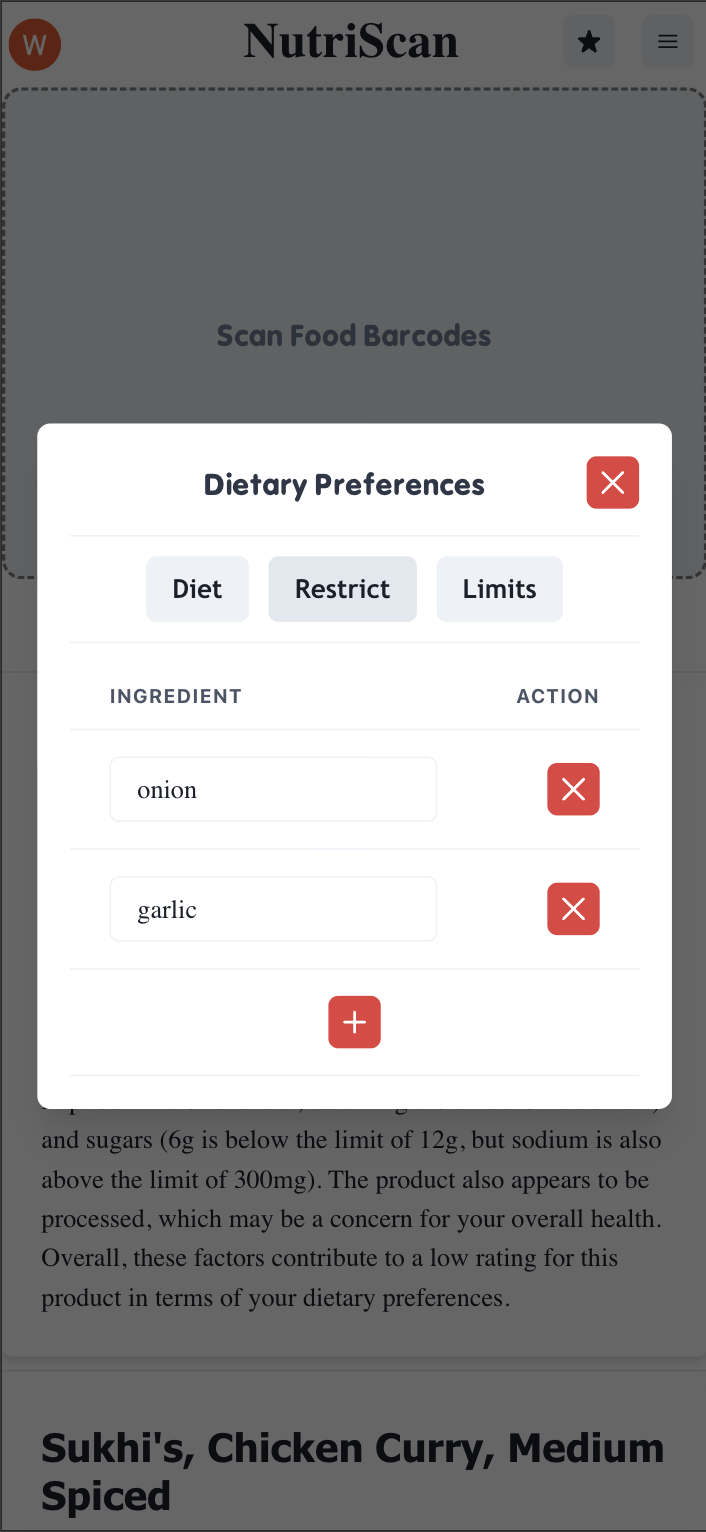 W
NutriScan
Scan Food Barcodes
Dietary Preferences
Diet
Restrict
Limits
INGREDIENT
ACTION
onion
garlic
and sugars (6g is below the limit of 12g, but sodium is also
above the limit of 300mg). The product also appears to be
processed, which may be a concern for your overall health.
Overall, these factors contribute to a low rating for this
product in terms of your dietary preferences.
Sukhi's, Chicken Curry, Medium
Spiced